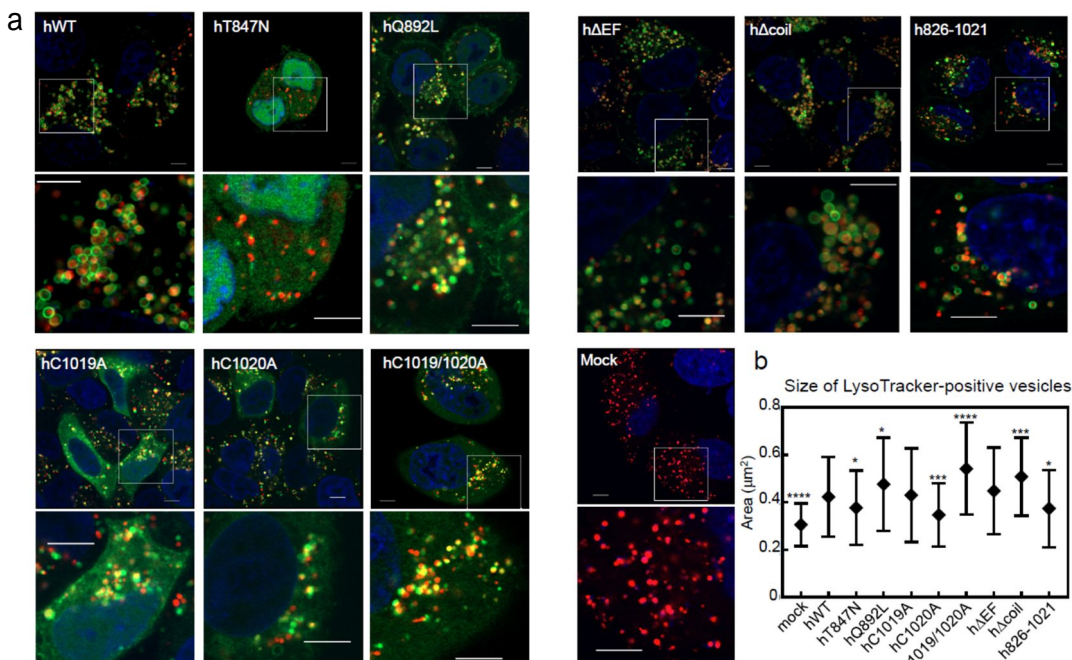 a
hWT
hT847N
hQ892L
hΔEF
hΔcoil
h826-1021
hC1019A
hC1020A
hC1019/1020A
Mock
b
Size of LysoTracker-positive vesicles
Area (μm²)
0.8
0.6
0.4
0.2
0
****
*
*
***
****
***
*
mock
hWT
hT847N
hQ892L
hC1019A
hC1020A
1019/1020A
hΔEF
hΔcoil
h826-1021